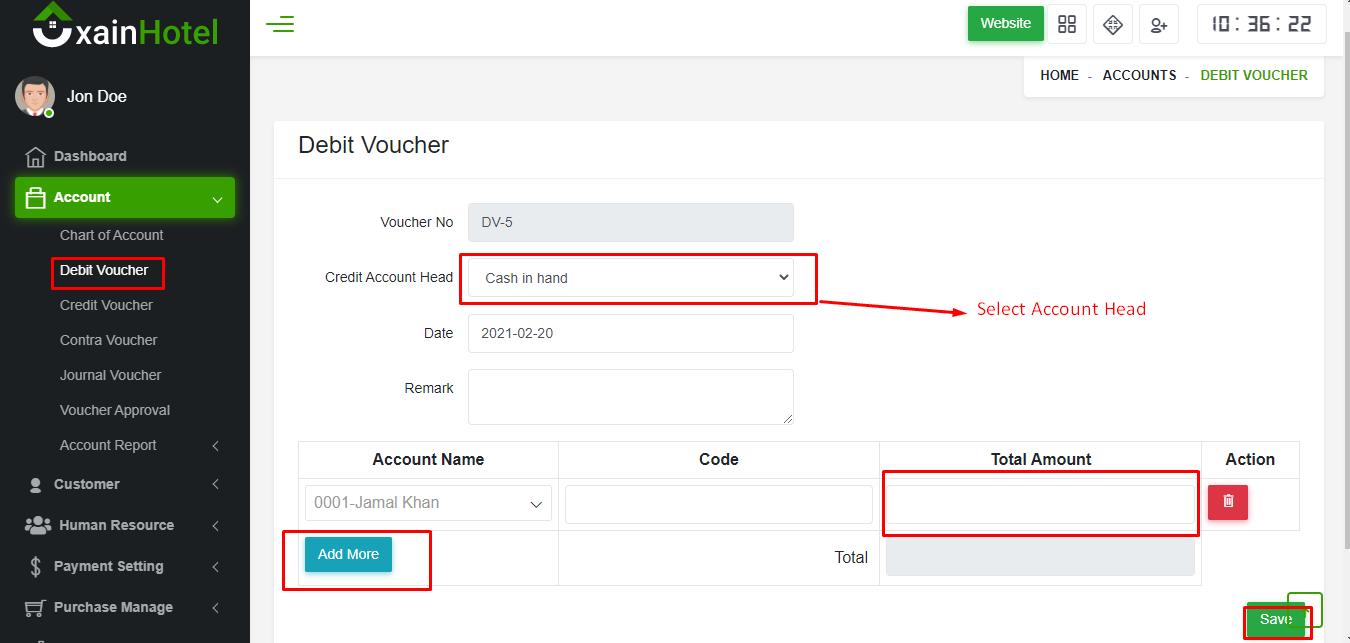 UxainHotel
Website
10:36:22
HOME - ACCOUNTS - DEBIT VOUCHER
Jon Doe
Dashboard
Account
Chart of Account
Debit Voucher
Credit Voucher
Contra Voucher
Journal Voucher
Voucher Approval
Account Report
Customer
Human Resource
Payment Setting
Purchase Manage
Debit Voucher
Voucher No DV-5
Credit Account Head Cash in hand
Select Account Head
Date 2021-02-20
Remark
Account Name Code Total Amount Action
0001-Jamal Khan
Add More Total
Save